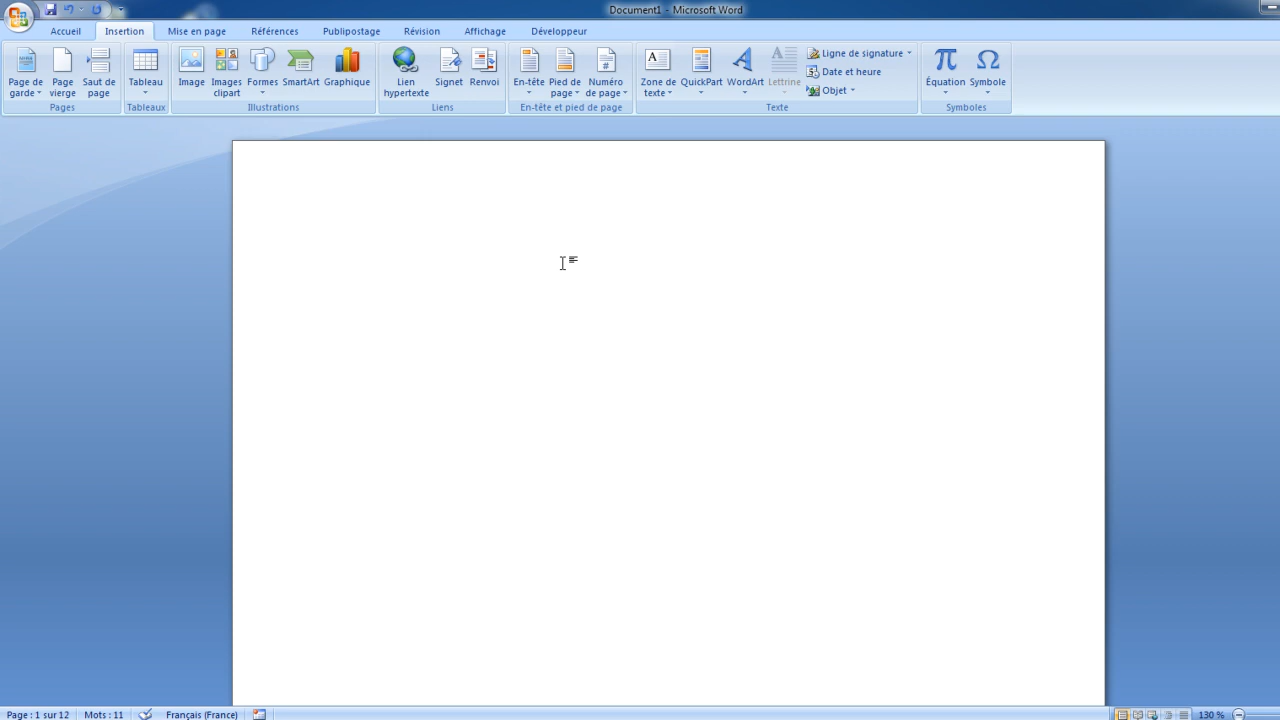 Document1 - Microsoft Word
Accueil Insertion Mise en page Références Publipostage Révision Affichage Développeur
Page de garde Page vierge Saut de page Tableau Image Images clipart Formes SmartArt Graphique Lien hypertexte Signet Renvoi En-tête Pied de page Numéro de page Zone de texte QuickPart WordArt Lettrine Ligne de signature Date et heure Objet Équation Symbole
Pages Tableaux Illustrations Liens En-tête et pied de page Texte Symboles
Page : 1 sur 12 Mots : 11 Français (France) 130 %